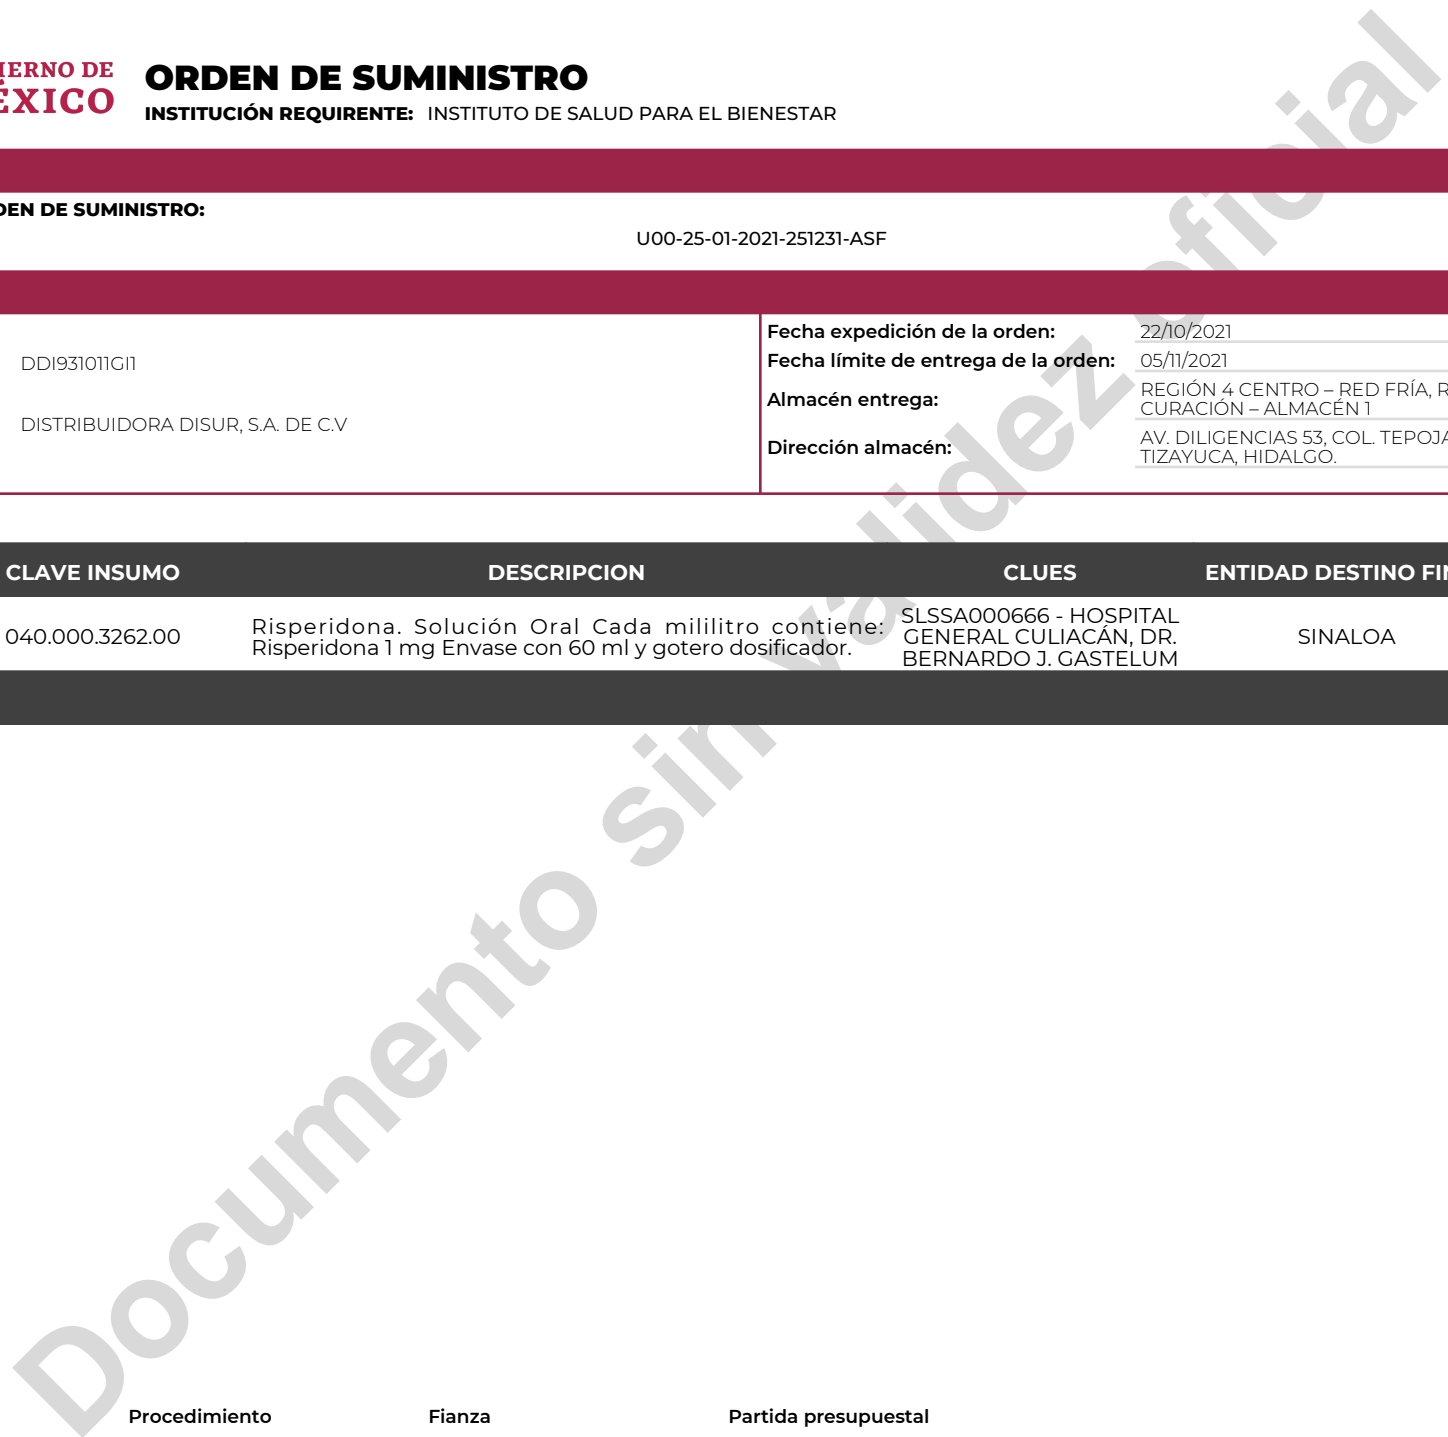 IERNO DE
ÉXICO
ORDEN DE SUMINISTRO
INSTITUCIÓN REQUIRENTE: INSTITUTO DE SALUD PARA EL BIENESTAR
DEN DE SUMINISTRO:
U00-25-01-2021-251231-ASF
DDI931011GI1
DISTRIBUIDORA DISUR, S.A. DE C.V
Fecha expedición de la orden: 22/10/2021
Fecha límite de entrega de la orden: 05/11/2021
Almacén entrega: REGIÓN 4 CENTRO – RED FRÍA, R
CURACIÓN – ALMACÉN 1
Dirección almacén: AV. DILIGENCIAS 53, COL. TEPOJA
TIZAYUCA, HIDALGO.
CLAVE INSUMO DESCRIPCION CLUES ENTIDAD DESTINO FIN
040.000.3262.00
Risperidona. Solución Oral Cada mililitro contiene:
Risperidona 1 mg Envase con 60 ml y gotero dosificador.
SLSSA000666 - HOSPITAL
GENERAL CULIACÁN, DR.
BERNARDO J. GASTELUM
SINALOA
Documento sin validez oficial
Procedimiento Fianza Partida presupuestal